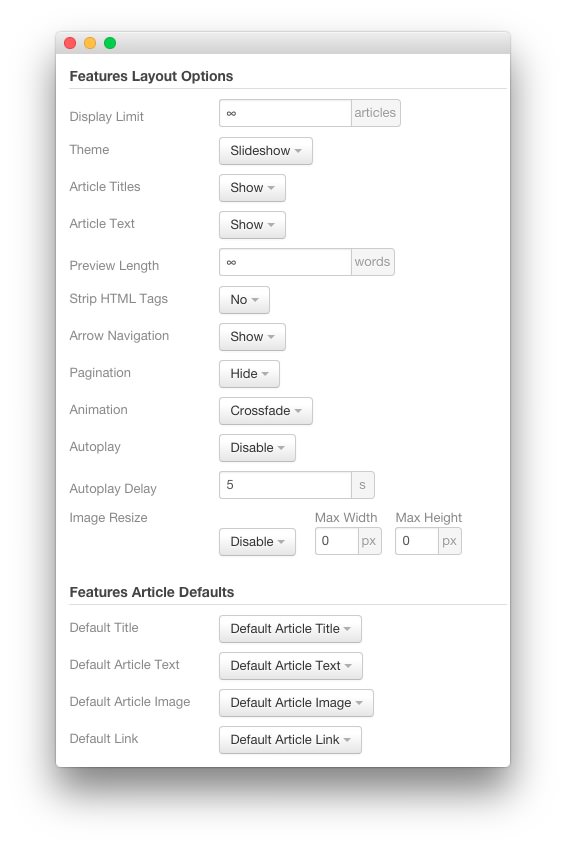 Features Layout Options
Display Limit ∞ articles
Theme Slideshow
Article Titles Show
Article Text Show
Preview Length ∞ words
Strip HTML Tags No
Arrow Navigation Show
Pagination Hide
Animation Crossfade
Autoplay Disable
Autoplay Delay 5 s
Image Resize Max Width Max Height
Disable 0 px 0 px
Features Article Defaults
Default Title Default Article Title
Default Article Text Default Article Text
Default Article Image Default Article Image
Default Link Default Article Link